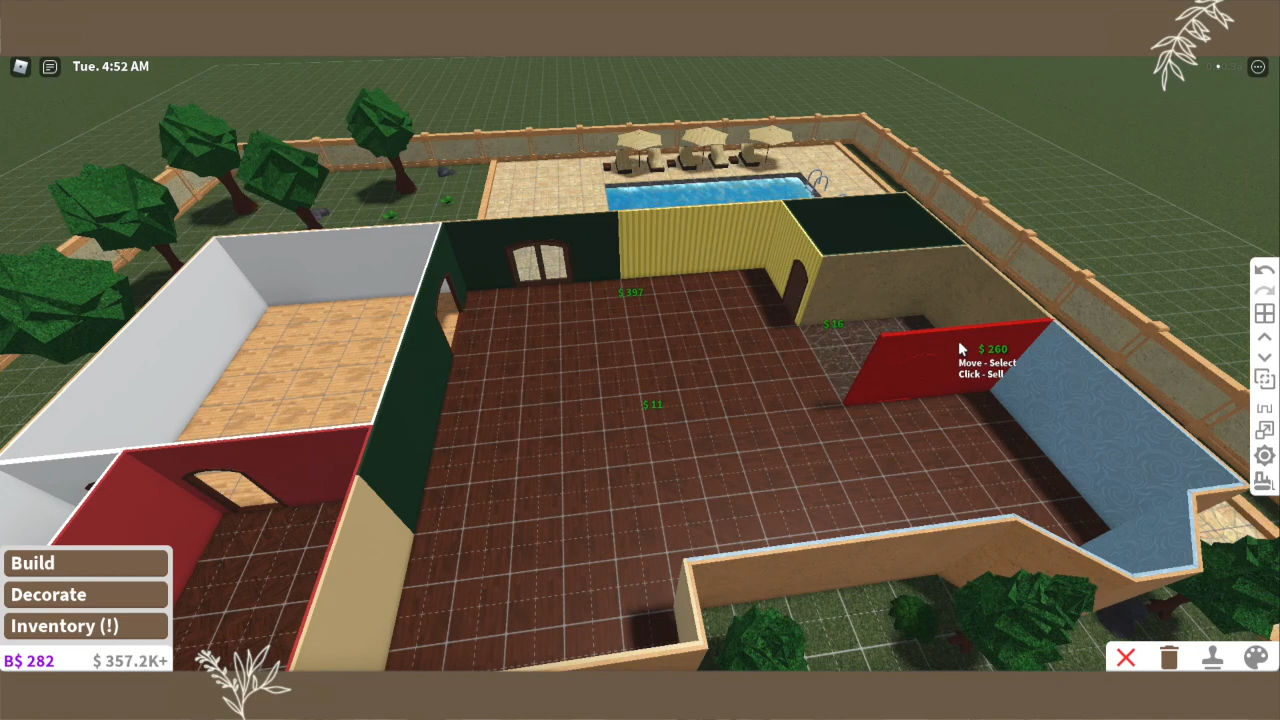 Tue. 4:52 AM
$ 397
$ 16
$ 260
Move - Select
Click - Sell
$ 11
Build
Decorate
Inventory (!)
B$ 282
$ 357.2K+